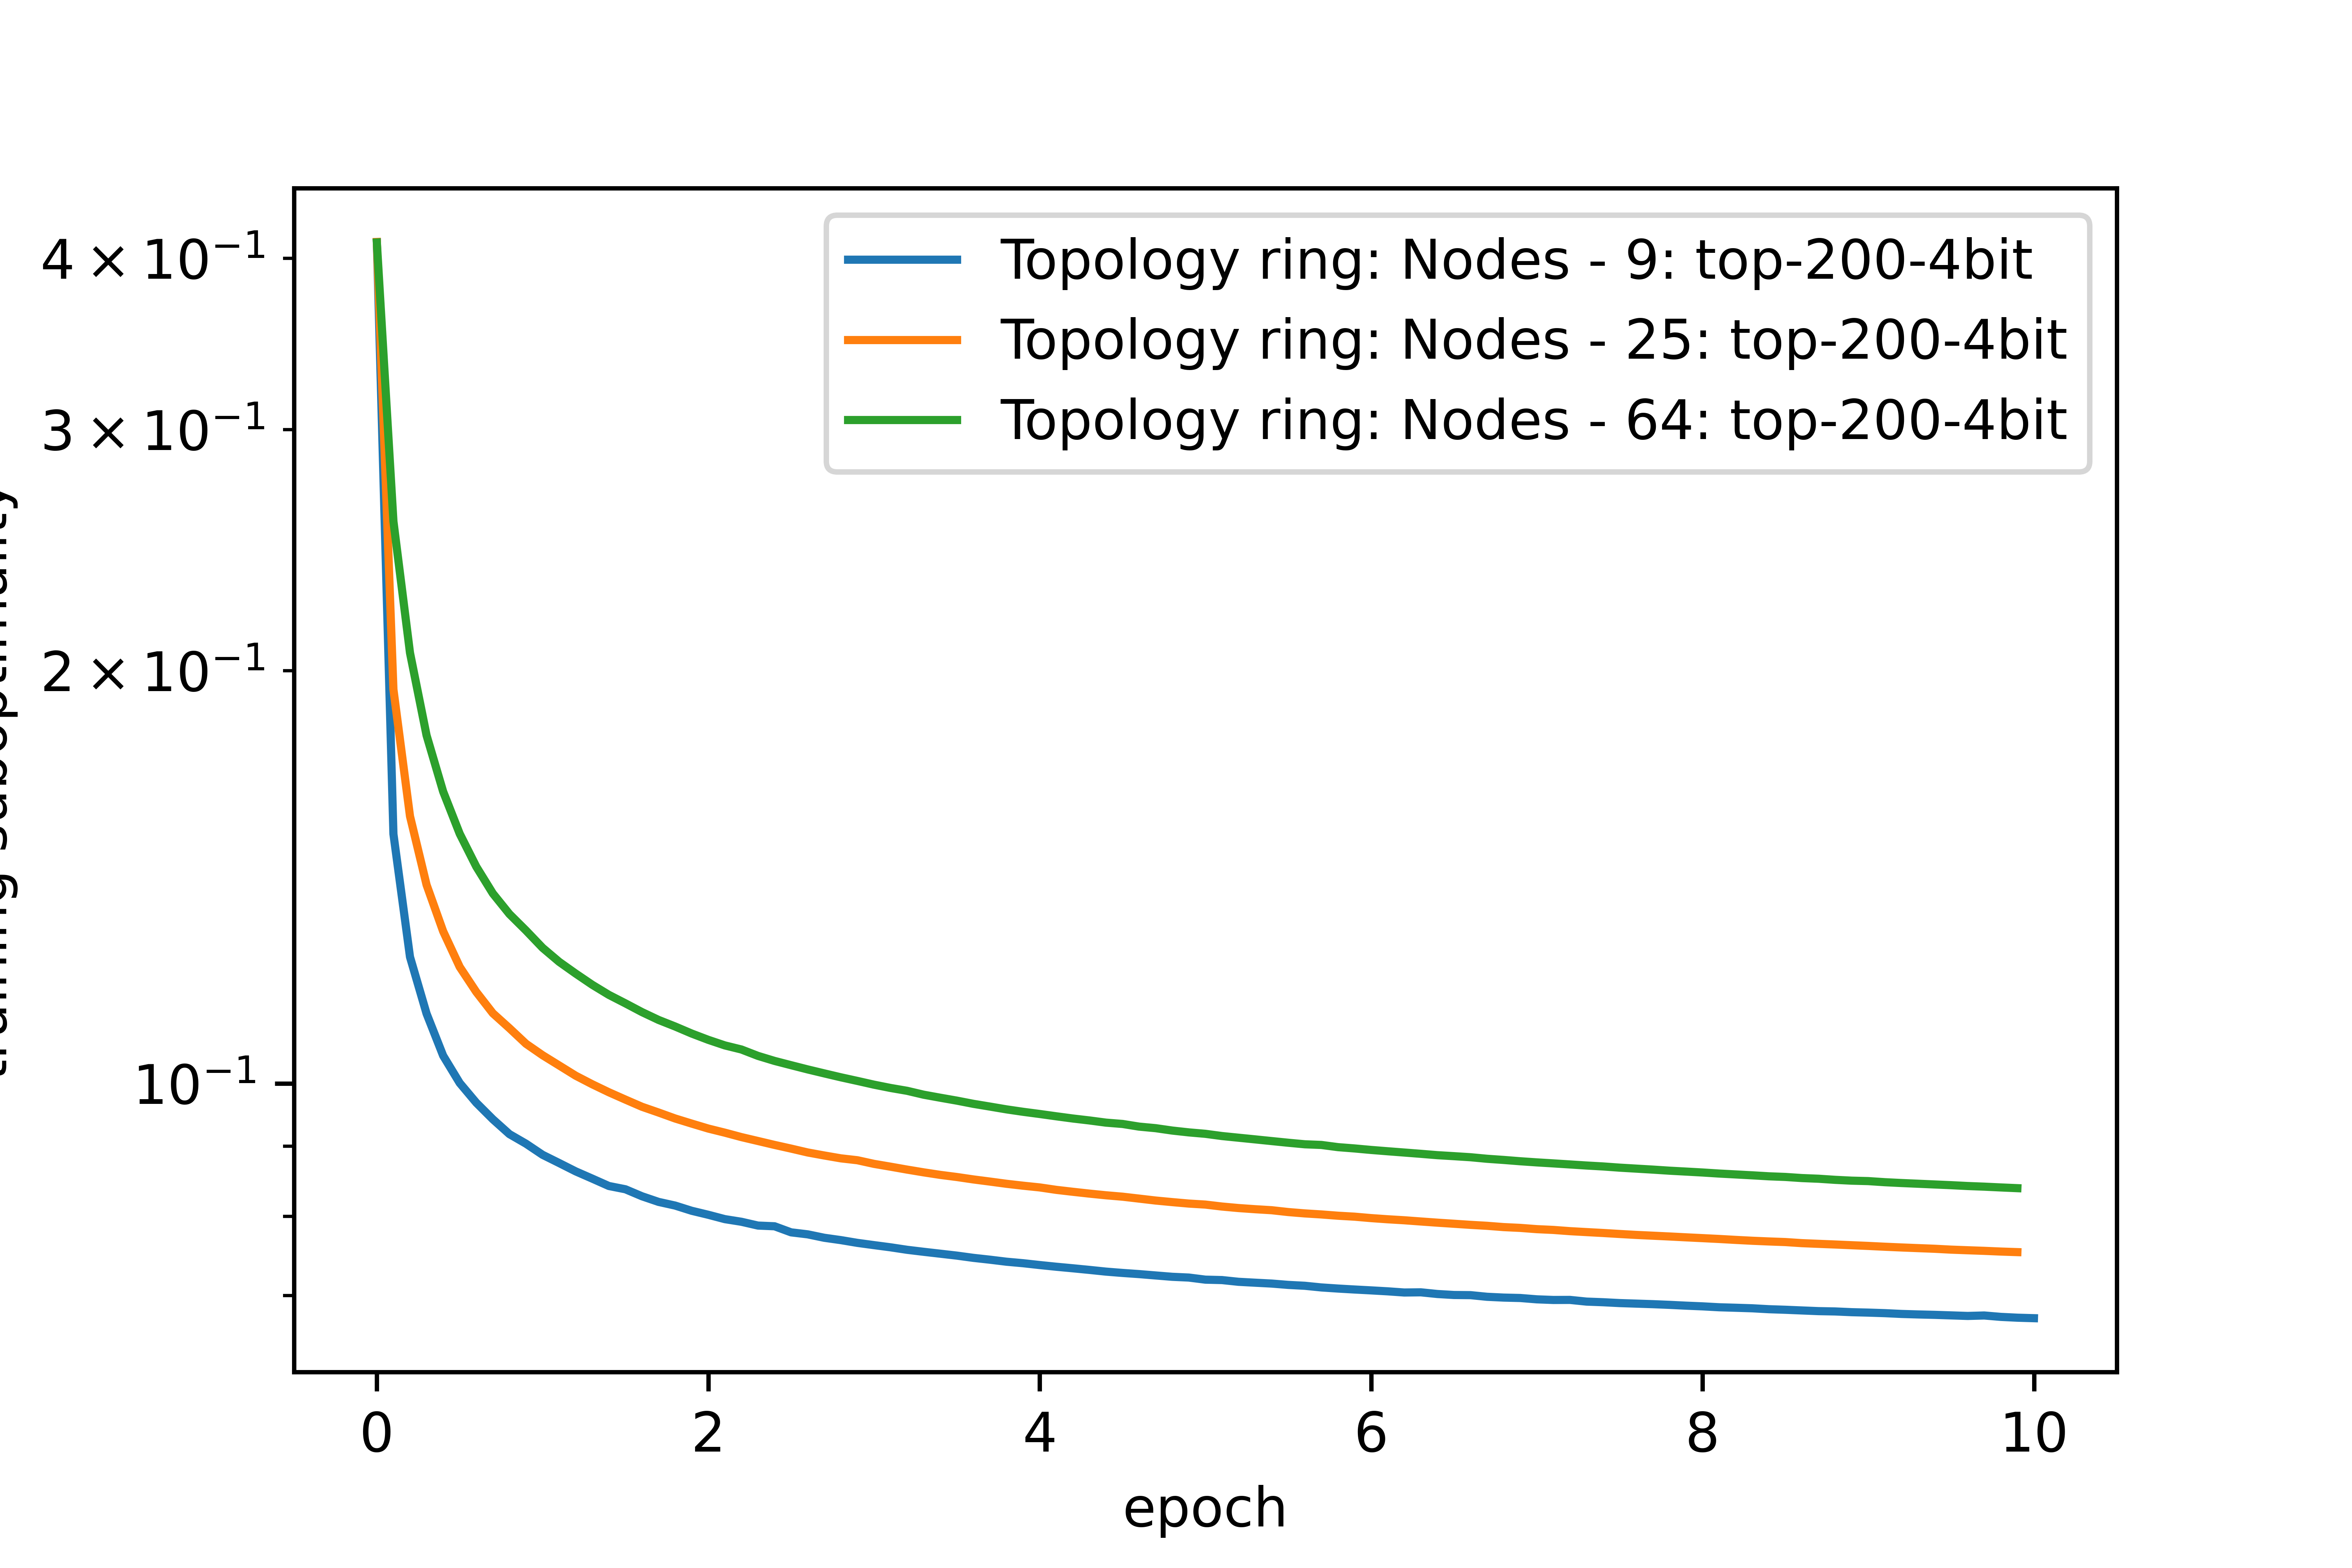 4 × 10⁻¹
3 × 10⁻¹
2 × 10⁻¹
10⁻¹
Topology ring: Nodes - 9: top-200-4bit
Topology ring: Nodes - 25: top-200-4bit
Topology ring: Nodes - 64: top-200-4bit
0 2 4 6 8 10
epoch